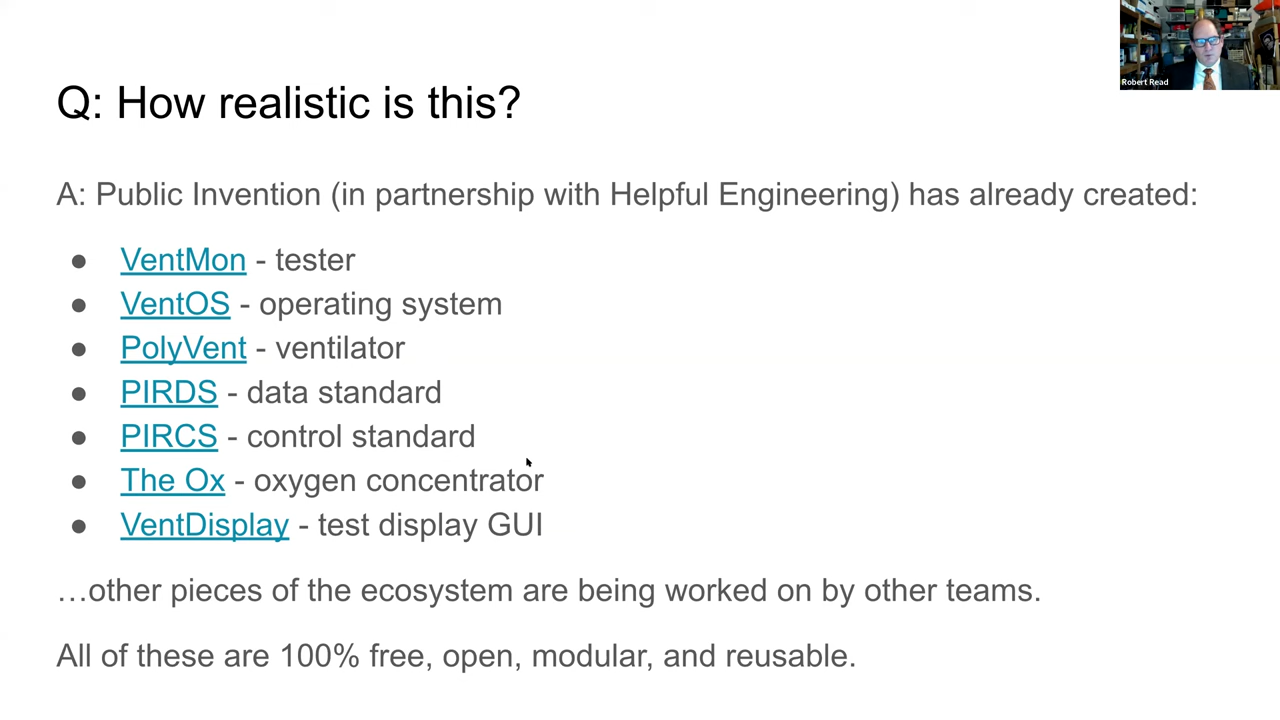 Robert Read
Q: How realistic is this?
A: Public Invention (in partnership with Helpful Engineering) has already created:
● VentMon - tester
● VentOS - operating system
● PolyVent - ventilator
● PIRDS - data standard
● PIRCS - control standard
● The Ox - oxygen concentrator
● VentDisplay - test display GUI
…other pieces of the ecosystem are being worked on by other teams.
All of these are 100% free, open, modular, and reusable.